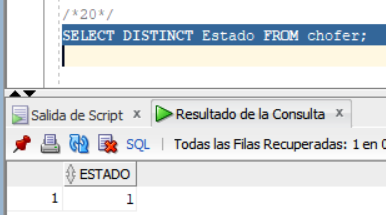 /*20*/
SELECT DISTINCT Estado FROM chofer;
Salida de Script x Resultado de la Consulta x
SQL | Todas las Filas Recuperadas: 1 en 0
ESTADO
1 1